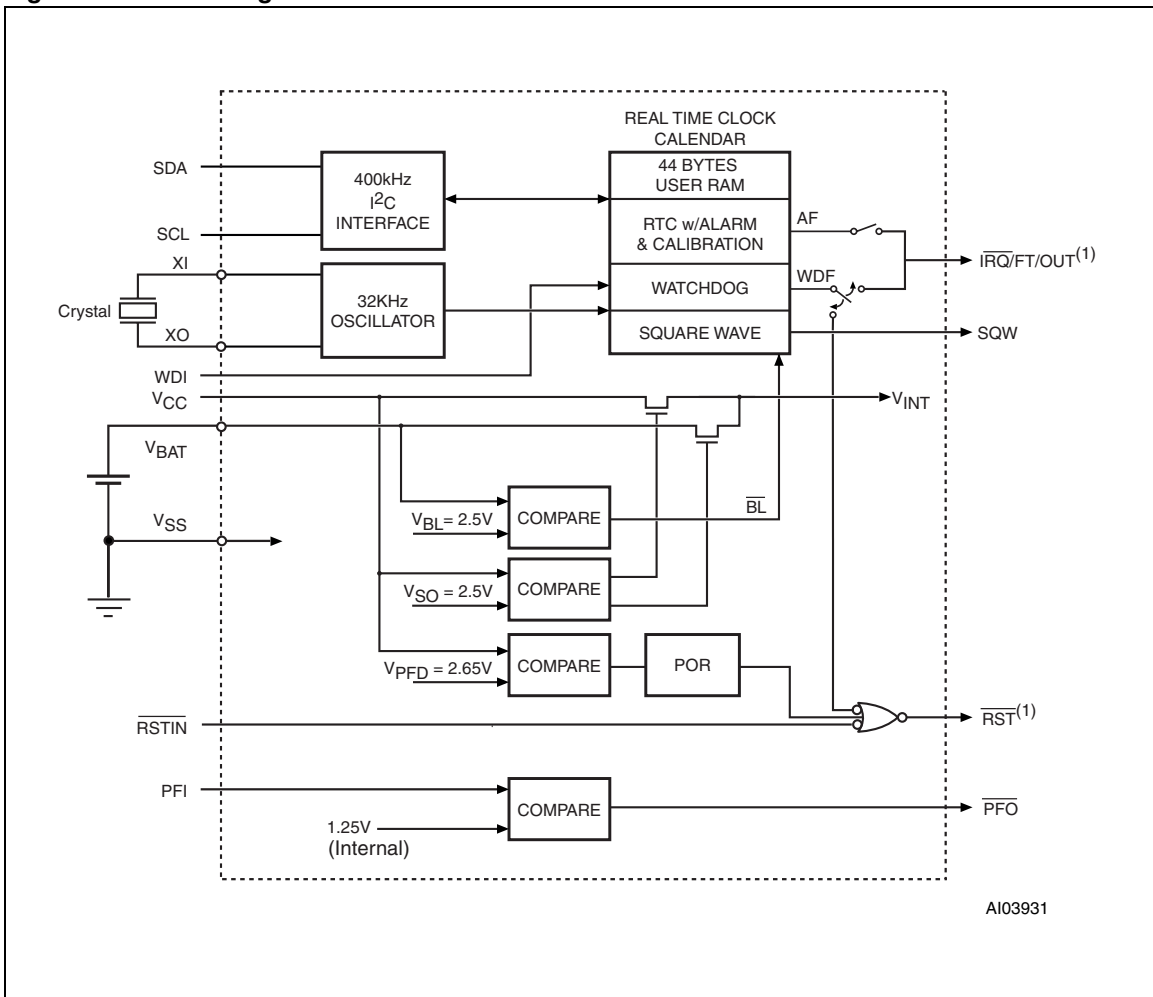 REAL TIME CLOCK
CALENDAR
SDA
400kHz
I2C
INTERFACE
44 BYTES
USER RAM
SCL
RTC w/ALARM
& CALIBRATION
AF
IRQ/FT/OUT(1)
XI
Crystal
XO
32KHz
OSCILLATOR
WATCHDOG
WDF
SQUARE WAVE
SQW
WDI
VCC
VINT
VBAT
VBL= 2.5V
COMPARE
BL
VSS
VSO = 2.5V
COMPARE
VPFD = 2.65V
COMPARE
POR
RSTIN
RST(1)
PFI
COMPARE
PFO
1.25V
(Internal)
AI03931